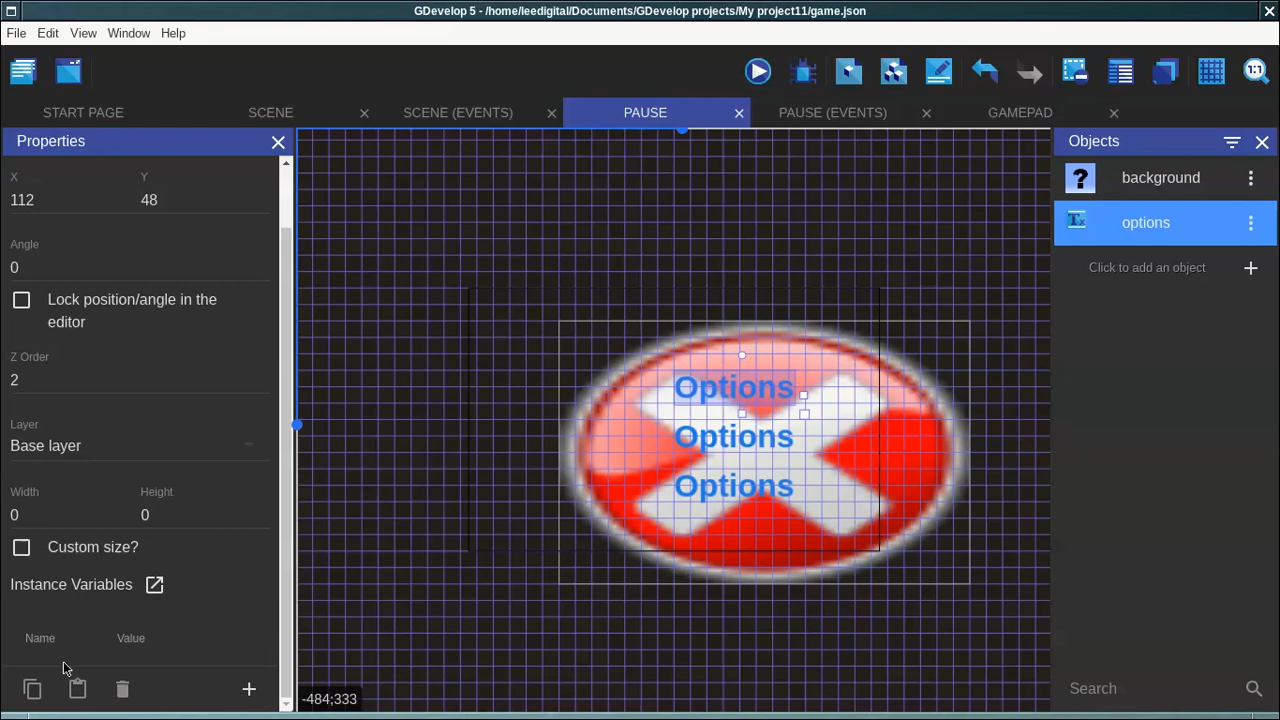 GDevelop 5 - /home/leedigital/Documents/GDevelop projects/My project11/game.json
File Edit View Window Help
START PAGE SCENE SCENE (EVENTS) PAUSE PAUSE (EVENTS) GAMEPAD
Properties
X Y
112 48
Angle
0
Lock position/angle in the
editor
Z Order
2
Layer
Base layer
Width Height
0 0
Custom size?
Instance Variables
Name Value
Options
Options
Options
-484;333
Objects
background
options
Click to add an object
Search
1:1